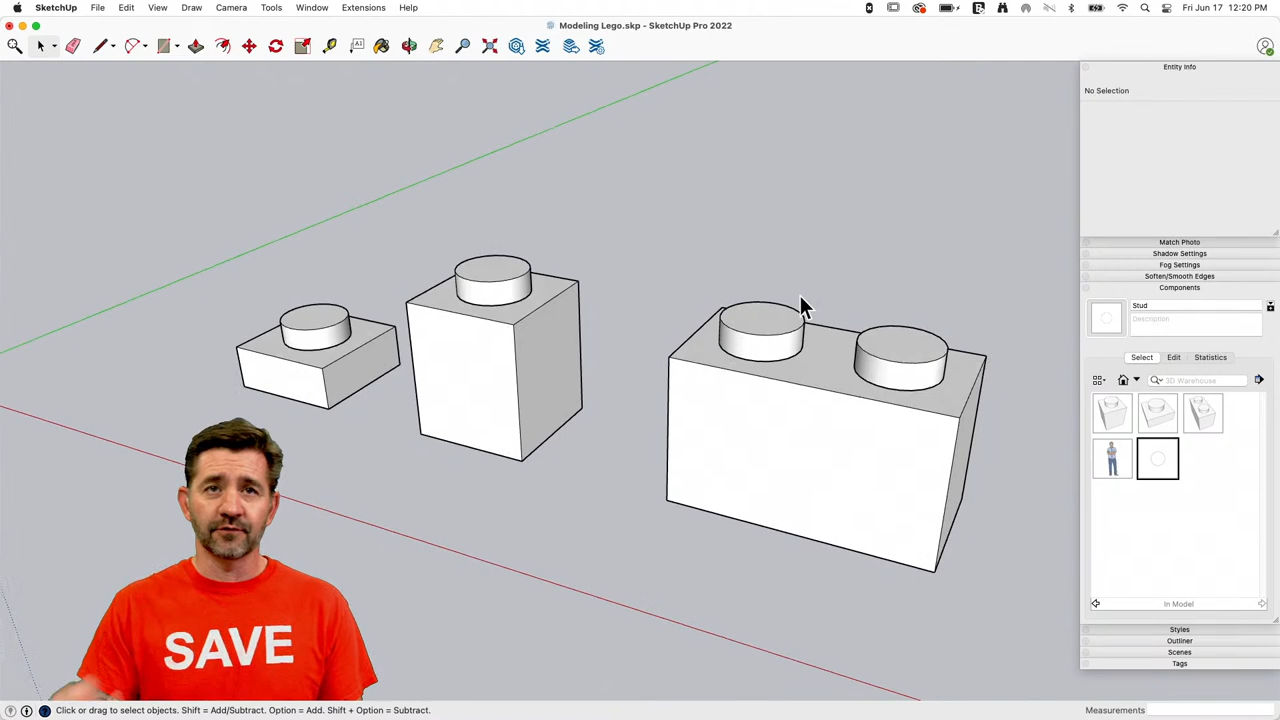 SketchUp File Edit View Draw Camera Tools Window Extensions Help Fri Jun 17 12:20 PM
Modeling Lego.skp - SketchUp Pro 2022
Entity Info
No Selection
Match Photo
Shadow Settings
Fog Settings
Soften/Smooth Edges
Components
Stud
Description
Select Edit Statistics
3D Warehouse
In Model
Styles
Outliner
Scenes
Tags
SAVE
Click or drag to select objects. Shift = Add/Subtract. Option = Add. Shift + Option = Subtract. Measurements